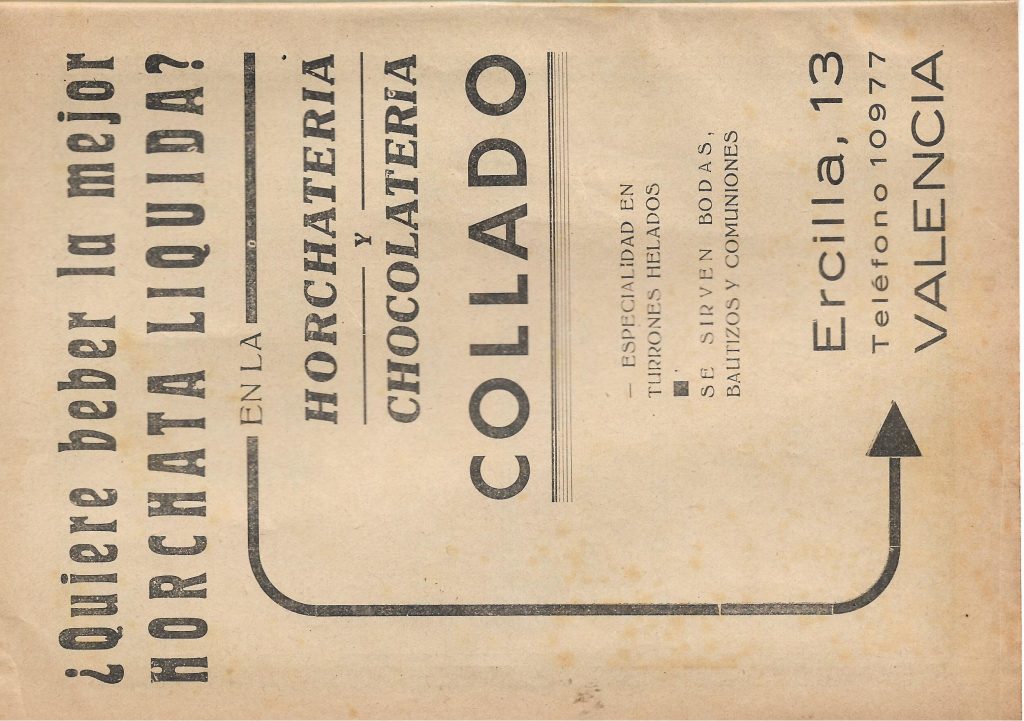 ¿Quiere beber la mejor
HORCHATA LIQUIDA?
EN LA
HORCHATERIA
Y
CHOCOLATERIA
COLLADO
— ESPECIALIDAD EN
TURRONES HELADOS
SE SIRVEN BODAS,
BAUTIZOS Y COMUNIONES
Ercilla, 13
Teléfono 10977
VALENCIA